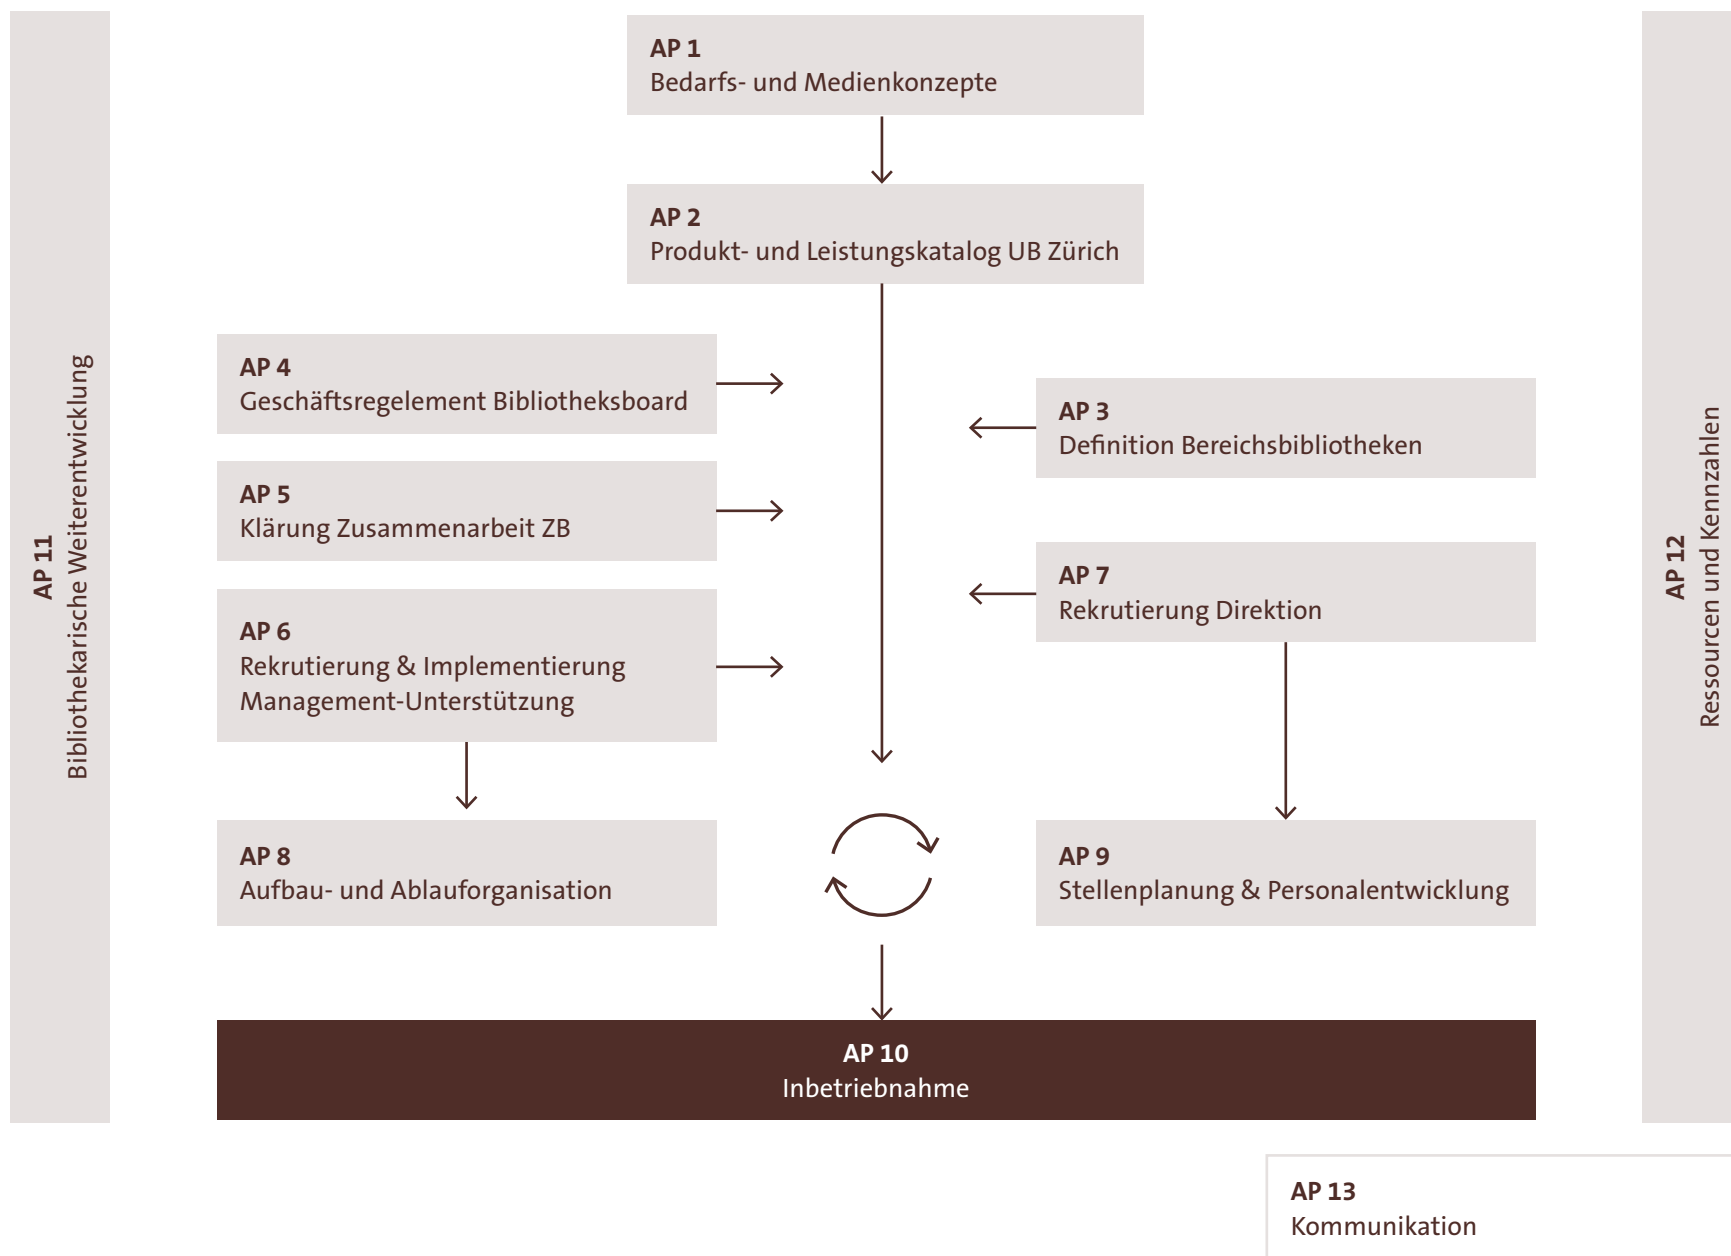 AP 1
Bedarfs- und Medienkonzepte
AP 2
Produkt- und Leistungskatalog UB Zürich
AP 4
Geschäftsregelement Bibliotheksboard
AP 3
Definition Bereichsbibliotheken
AP 5
Klärung Zusammenarbeit ZB
AP 7
Rekrutierung Direktion
AP 6
Rekrutierung & Implementierung
Management-Unterstützung
AP 8
Aufbau- und Ablauforganisation
AP 9
Stellenplanung & Personalentwicklung
AP 10
Inbetriebnahme
AP 11
Bibliothekarische Weiterentwicklung
AP 12
Ressourcen und Kennzahlen
AP 13
Kommunikation